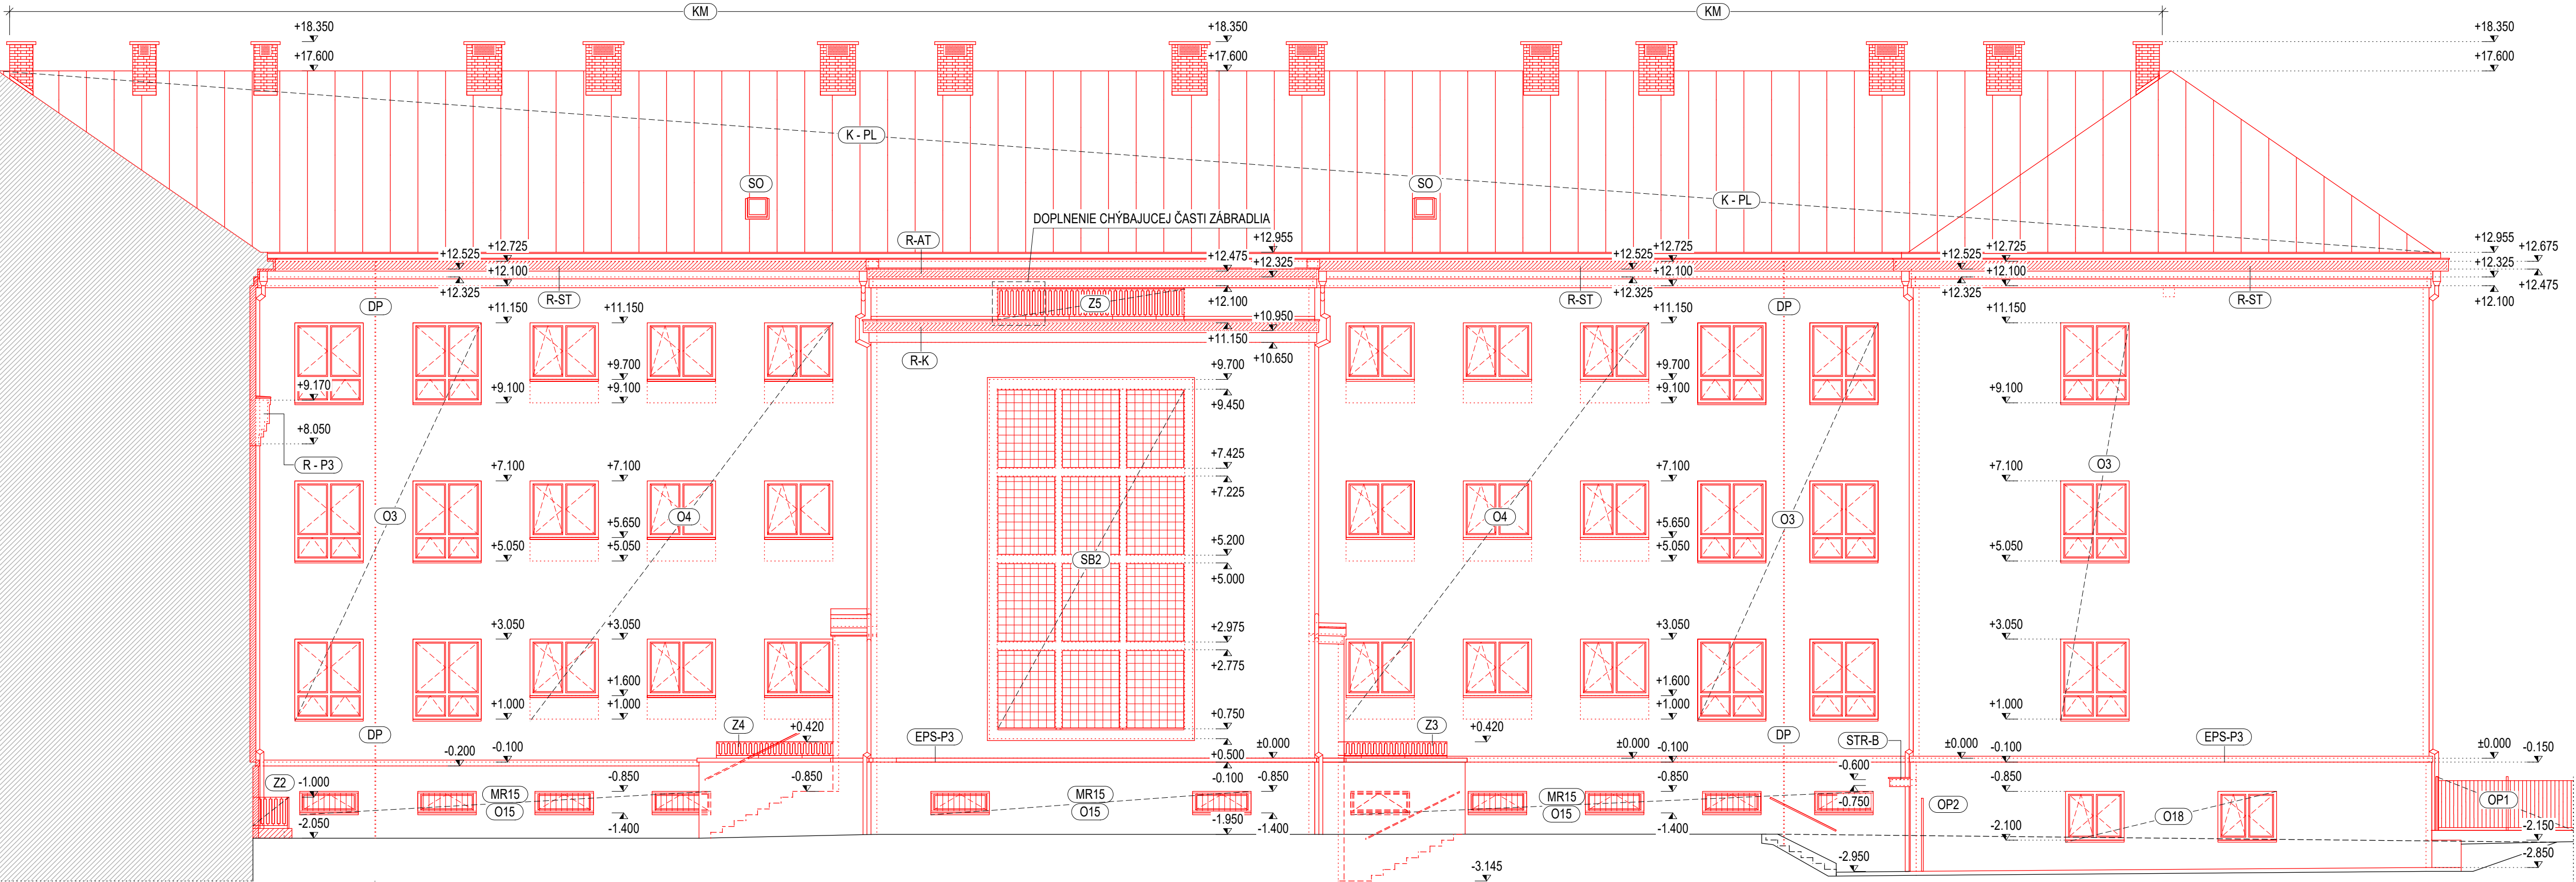 KM
KM
+18.350
+17.600
+18.350
+17.600
+18.350
+17.600
K - PL
K - PL
SO
SO
DOPLNENIE CHÝBAJUCEJ ČASTI ZÁBRADLIA
R-AT
+12.955
+12.955
+12.525
+12.725
+12.100
+12.325
+12.475
+12.325
+12.100
+12.525
+12.725
+12.100
+12.325
+12.525
+12.725
+12.100
+12.325
+12.675
+12.325
+12.475
+12.100
R-ST
R-ST
R-ST
DP
DP
Z5
+11.150
+11.150
+10.950
+11.150
+10.650
+11.150
+11.150
R-K
+9.170
+9.100
+9.700
+9.100
+9.700
+9.450
+9.700
+9.100
+9.100
+8.050
R - P3
+7.100
+7.100
+7.425
+7.225
+7.100
+7.100
O3
O4
O4
O3
O3
+5.050
+5.650
+5.050
+5.200
+5.000
+5.650
+5.050
+5.050
SB2
+3.050
+3.050
+2.975
+2.775
+3.050
+3.050
+1.000
+1.600
+1.000
+0.750
+0.500
+1.600
+1.000
+1.000
DP
Z4
+0.420
EPS-P3
Z3
+0.420
DP
STR-B
EPS-P3
-0.200
-0.100
±0.000
-0.100
±0.000
-0.100
±0.000
-0.100
±0.000
-0.150
Z2
-1.000
-0.850
-0.850
-0.850
-0.850
-0.600
-0.750
-0.850
MR15
O15
MR15
O15
MR15
O15
OP2
O18
OP1
-2.050
-1.400
-1.950
-1.400
-1.400
-2.100
-2.150
-2.950
-2.850
-3.145